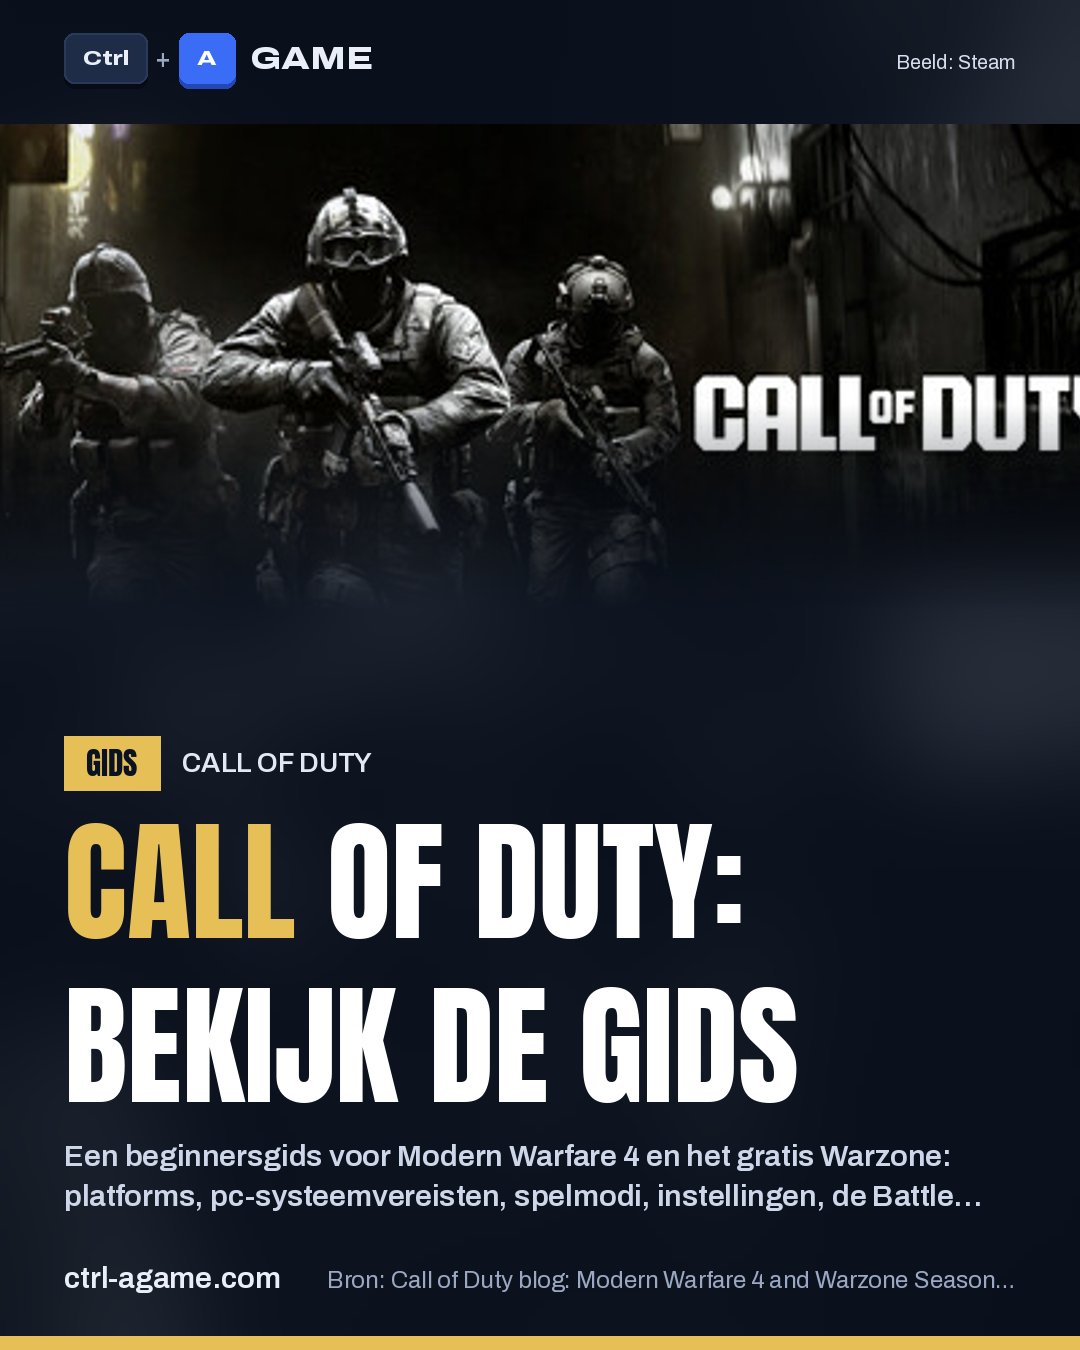 Ctrl + A GAME
Beeld: Steam
CALL OF DUTY
GIDS CALL OF DUTY
CALL OF DUTY:
BEKIJK DE GIDS
Een beginnersgids voor Modern Warfare 4 en het gratis Warzone:
platforms, pc-systeemvereisten, spelmodi, instellingen, de Battle…
ctrl-agame.com Bron: Call of Duty blog: Modern Warfare 4 and Warzone Season…